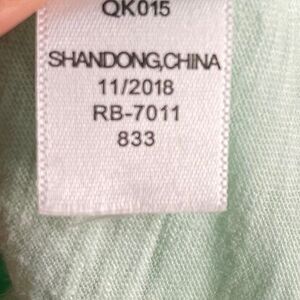 QK015
SHANDONG,CHINA
11/2018
RB-7011
833